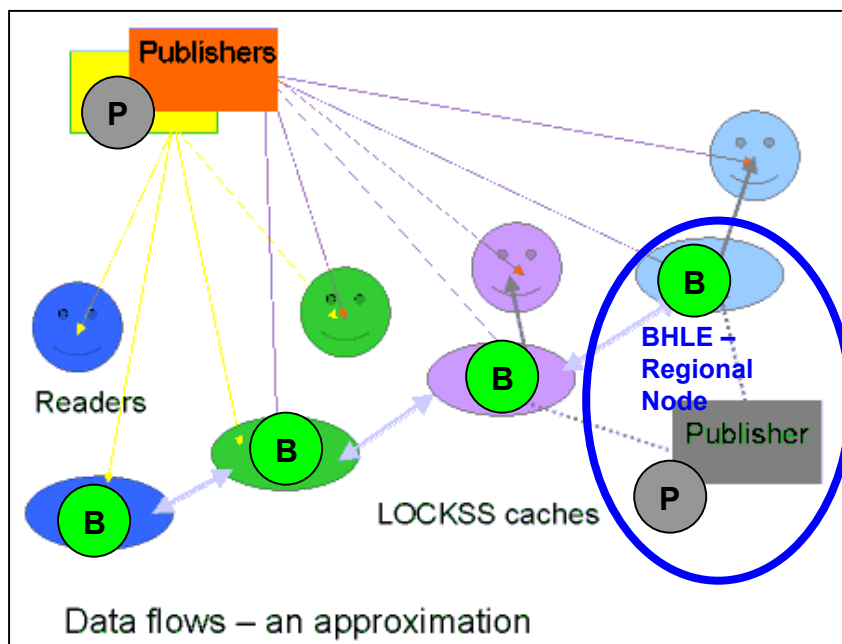 Publishers
P
B
BHLE –
Regional
Node
Readers
B
Publisher
B
P
B
LOCKSS caches
Data flows – an approximation